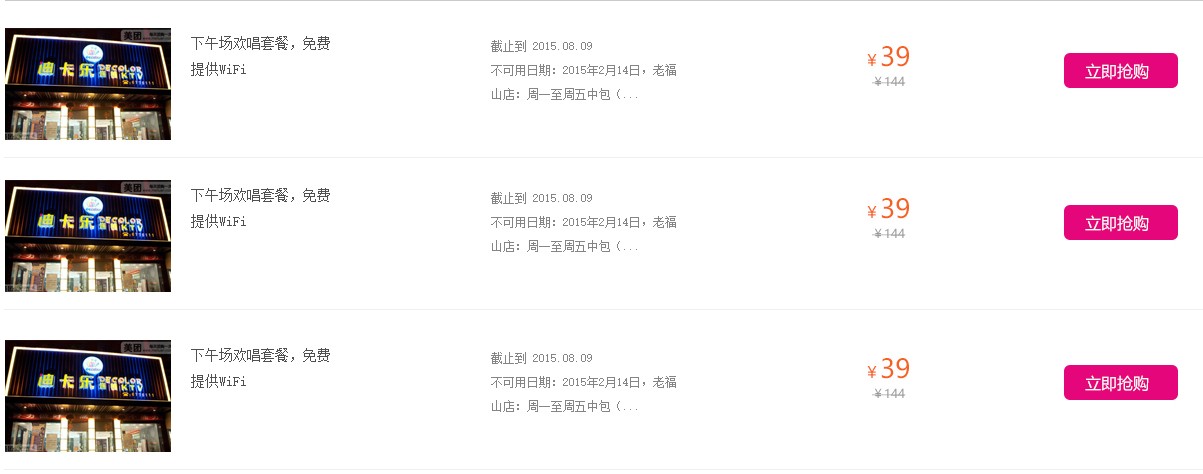 美团
迪卡乐
DECOLOR
KTV
下午场欢唱套餐，免费
提供WiFi
截止到 2015.08.09
不可用日期：2015年2月14日，老福
山店：周一至周五中包（...
¥39
¥144
立即抢购
美团
迪卡乐
DECOLOR
KTV
下午场欢唱套餐，免费
提供WiFi
截止到 2015.08.09
不可用日期：2015年2月14日，老福
山店：周一至周五中包（...
¥39
¥144
立即抢购
美团
迪卡乐
DECOLOR
KTV
下午场欢唱套餐，免费
提供WiFi
截止到 2015.08.09
不可用日期：2015年2月14日，老福
山店：周一至周五中包（...
¥39
¥144
立即抢购